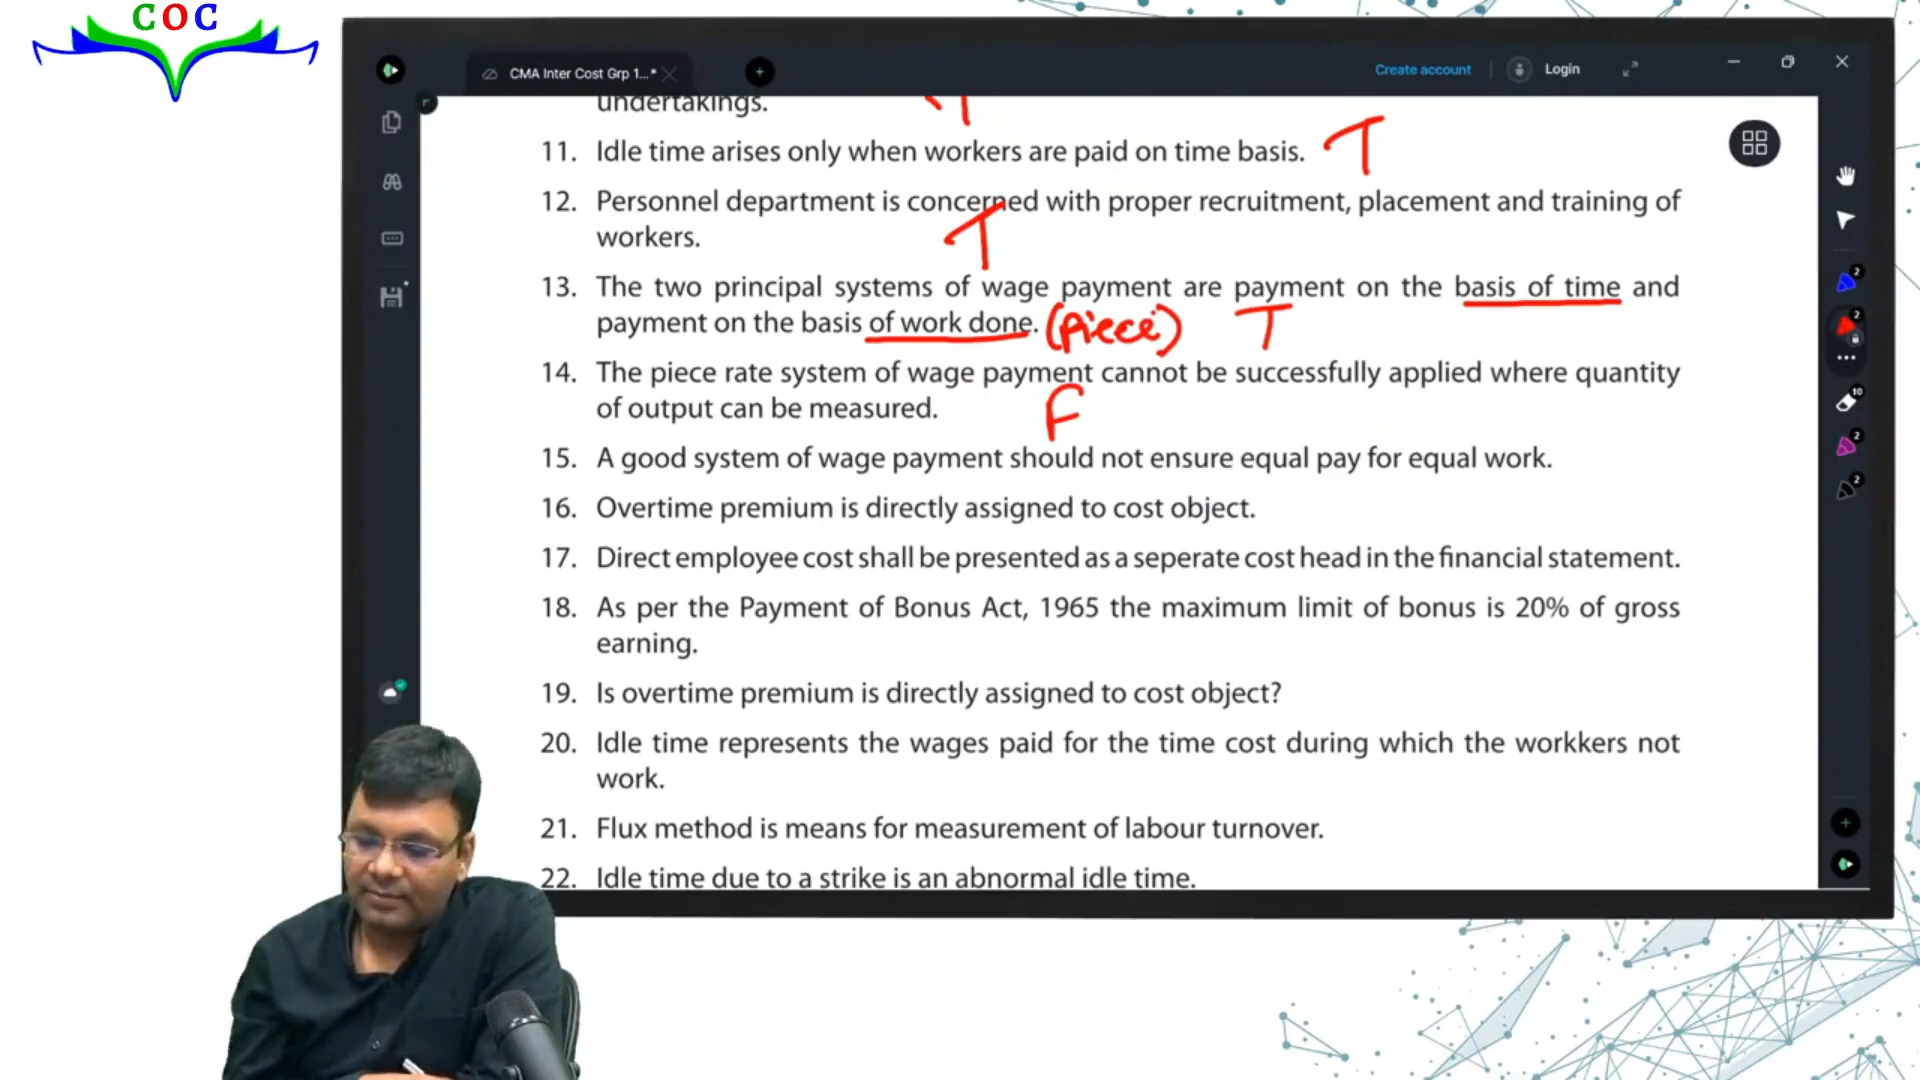 COC
CMA Inter Cost Grp 1...*
Create account
Login
undertakings.
11. Idle time arises only when workers are paid on time basis. T
12. Personnel department is concerned with proper recruitment, placement and training of
workers. T
13. The two principal systems of wage payment are payment on the basis of time and
payment on the basis of work done. (Piece) T
14. The piece rate system of wage payment cannot be successfully applied where quantity
of output can be measured. F
15. A good system of wage payment should not ensure equal pay for equal work.
16. Overtime premium is directly assigned to cost object.
17. Direct employee cost shall be presented as a seperate cost head in the financial statement.
18. As per the Payment of Bonus Act, 1965 the maximum limit of bonus is 20% of gross
earning.
19. Is overtime premium is directly assigned to cost object?
20. Idle time represents the wages paid for the time cost during which the workkers not
work.
21. Flux method is means for measurement of labour turnover.
22. Idle time due to a strike is an abnormal idle time.
2
2
10
2
2